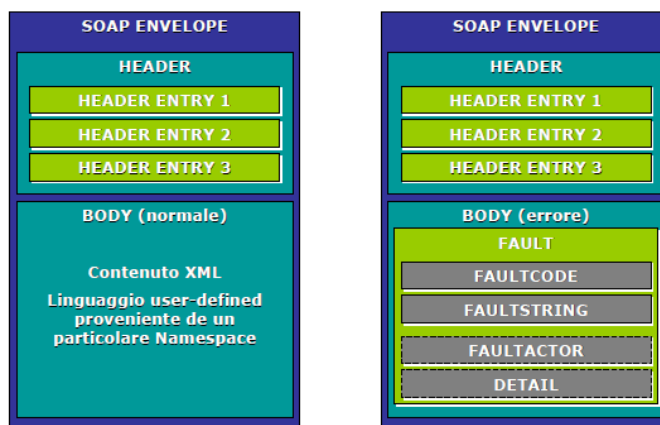 SOAP ENVELOPE
HEADER
HEADER ENTRY 1
HEADER ENTRY 2
HEADER ENTRY 3
BODY (normale)
Contenuto XML
Linguaggio user-defined
proveniente de un
particolare Namespace
SOAP ENVELOPE
HEADER
HEADER ENTRY 1
HEADER ENTRY 2
HEADER ENTRY 3
BODY (errore)
FAULT
FAULTCODE
FAULTSTRING
FAULTACTOR
DETAIL